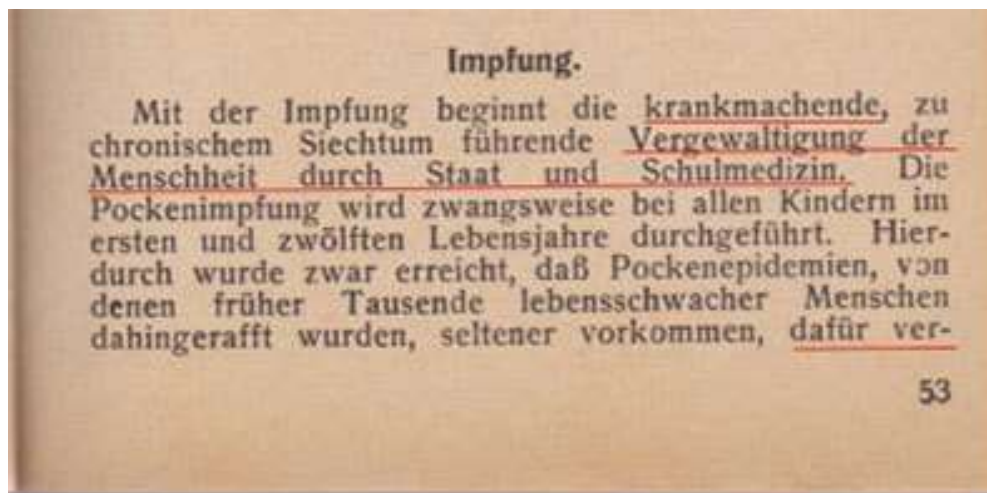 Impfung.
Mit der Impfung beginnt die krankmachende, zu
chronischem Siechtum führende Vergewaltigung der
Menschheit durch Staat und Schulmedizin. Die
Pockenimpfung wird zwangsweise bei allen Kindern im
ersten und zwölften Lebensjahre durchgeführt. Hier-
durch wurde zwar erreicht, daß Pockenepidemien, von
denen früher Tausende lebensschwacher Menschen
dahingerafft wurden, seltener vorkommen, dafür ver-
53